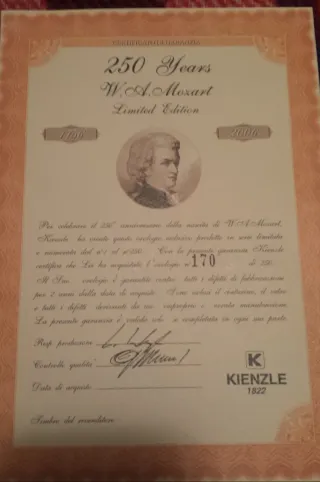 250 Years
W.A.Mozart
Limited Edition
1756
2006
Per celebrare il 250° anniversario della nascita di W.A.Mozart,
Kienzle ha creato questo orologio esclusivo prodotto in serie limitata
e numerata dal n°1 al n°250. Con la presente garanzia Kienzle
certifica che Lei ha acquistato l'orologio n° 170 di 250.
Il Suo orologio è garantito contro tutti i difetti di fabbricazione
per 2 anni dalla data di acquisto. Sono esclusi il cinturino, il vetro
e tutti i difetti derivanti da uso improprio o errata manutenzione.
La presente garanzia è valida solo se completata in ogni sua parte.
Resp. produzione
Controllo qualità
Data di acquisto
K
KIENZLE
1822
Timbro del rivenditore